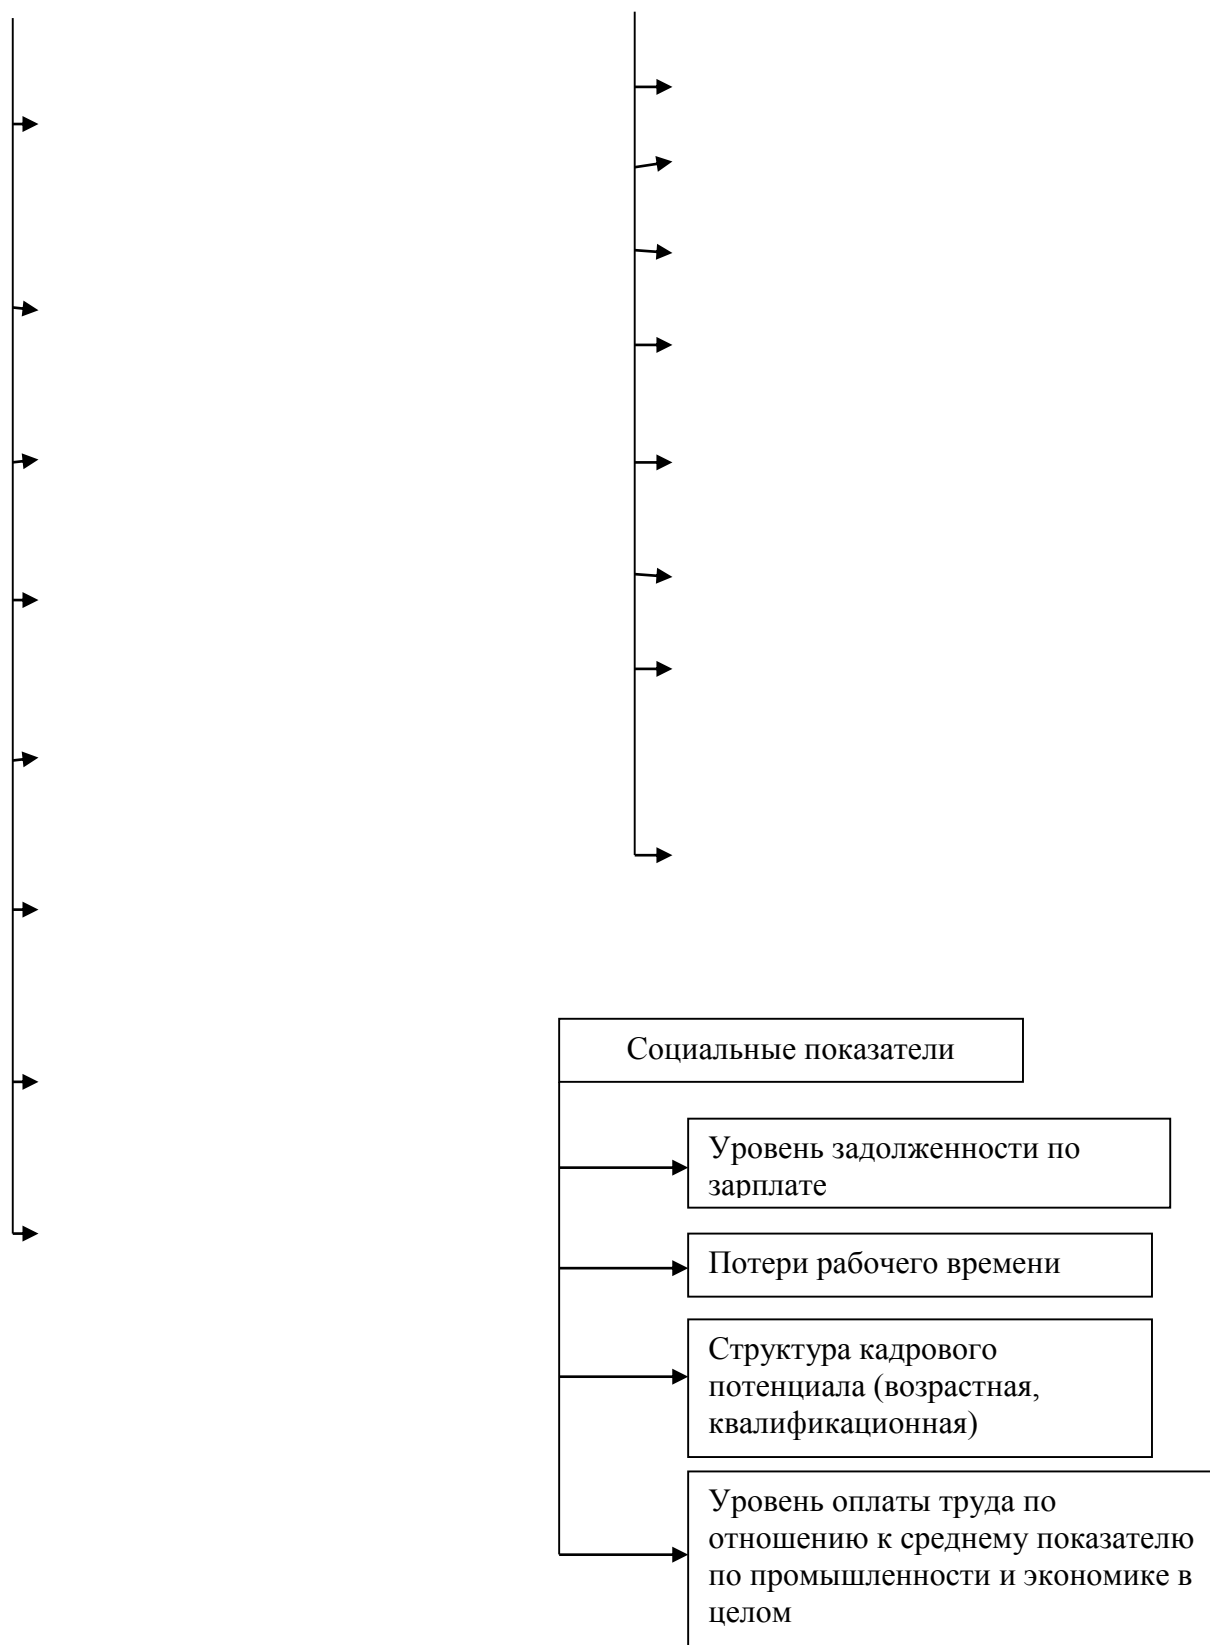 Социальные показатели
Уровень задолженности по
зарплате
Потери рабочего времени
Структура кадрового
потенциала (возрастная,
квалификационная)
Уровень оплаты труда по
отношению к среднему показателю
по промышленности и экономике в
целом